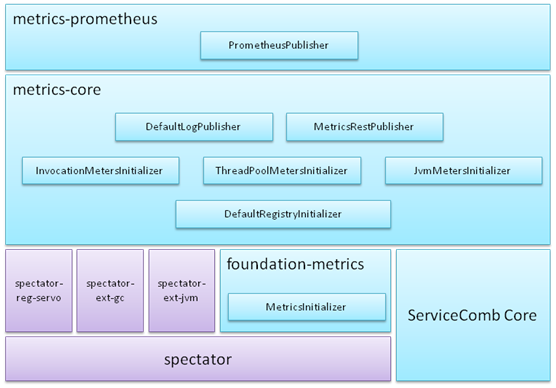 metrics-prometheus
PrometheusPublisher
metrics-core
DefaultLogPublisher
MetricsRestPublisher
InvocationMetersInitializer
ThreadPoolMetersInitializer
JvmMetersInitializer
DefaultRegistryInitializer
spectator-
reg-servo
spectator-
ext-gc
spectator-
ext-jvm
foundation-metrics
MetricsInitializer
ServiceComb Core
spectator